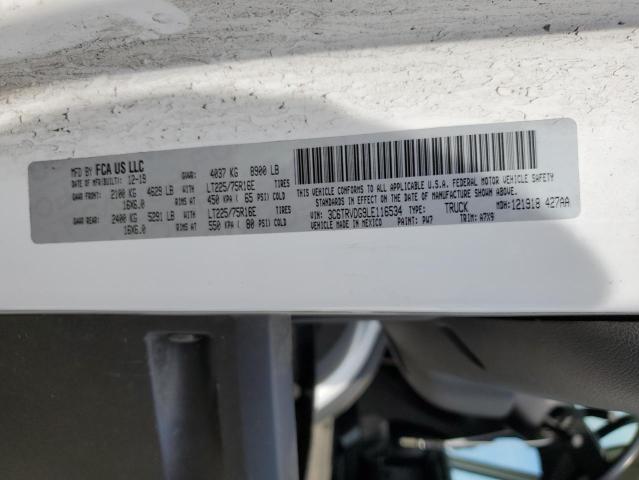 MFD BY FCA US LLC
DATE OF MFR/BUILT: 12-19 GVWR: 4037 KG 8900 LB
GAWR FRONT: 2100 KG 4629 LB WITH LT225/75R16E TIRES
16X6.0 RIMS AT 450 KPA ( 65 PSI) COLD
GAWR REAR: 2400 KG 5291 LB WITH LT225/75R16E TIRES
16X6.0 RIMS AT 550 KPA ( 80 PSI) COLD
THIS VEHICLE CONFORMS TO ALL APPLICABLE U.S.A. FEDERAL MOTOR VEHICLE SAFETY
STANDARDS IN EFFECT ON THE DATE OF MANUFACTURE SHOWN ABOVE.
VIN: 3C6TRVDG9LE116534 TYPE: TRUCK MDH: 121918 427AA
VEHICLE MADE IN MEXICO PAINT: PW7 TRIM: A7X9